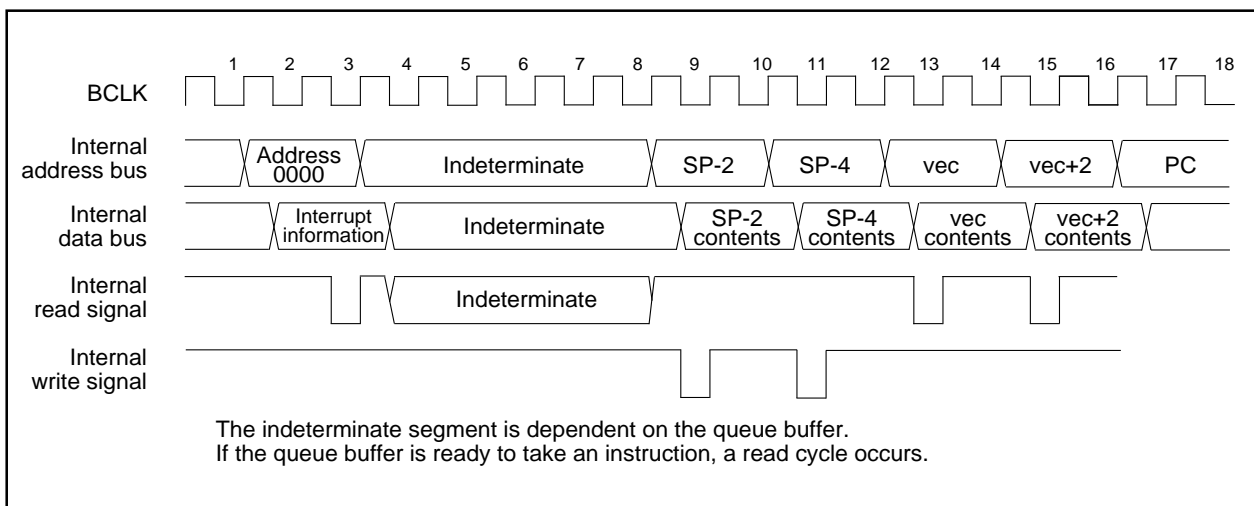 1 2 3 4 5 6 7 8 9 10 11 12 13 14 15 16 17 18
BCLK
Internal
address bus
Address
0000
Indeterminate
SP-2
SP-4
vec
vec+2
PC
Internal
data bus
Interrupt
information
Indeterminate
SP-2
contents
SP-4
contents
vec
contents
vec+2
contents
Internal
read signal
Indeterminate
Internal
write signal
The indeterminate segment is dependent on the queue buffer.
If the queue buffer is ready to take an instruction, a read cycle occurs.